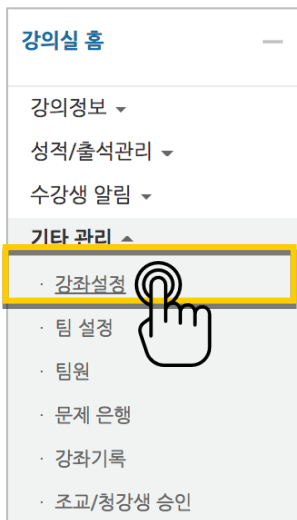 강의실 홈
강의정보
성적/출석관리
수강생 알림
기타 관리
· 강좌설정
· 팀 설정
· 팀원
· 문제 은행
· 강좌기록
· 조교/청강생 승인